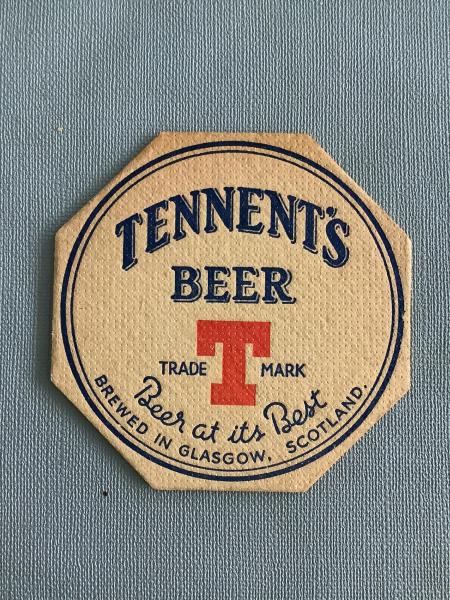 TENNENT'S
BEER
T
TRADE MARK
Beer at its Best
BREWED IN GLASGOW, SCOTLAND.